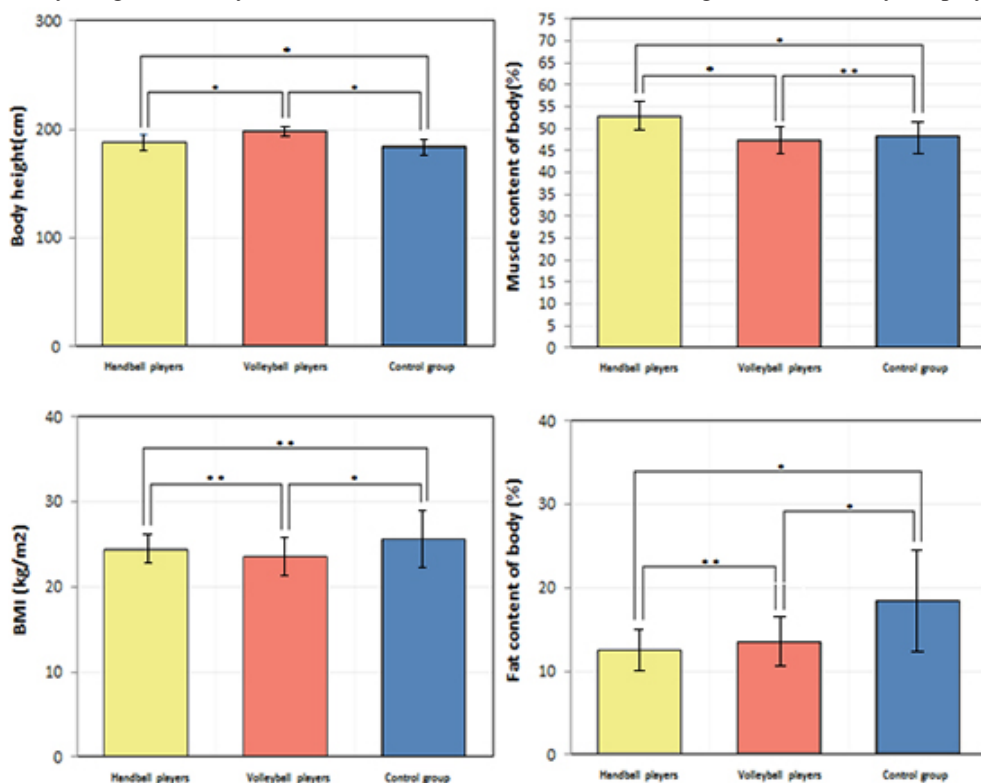 Body height(cm)
300
200
100
0
*
*
*
Handball players
Volleyball players
Control group
Muscle content of body(%)
75
70
65
60
55
50
45
40
35
30
25
20
15
10
5
0
*
*
**
Handball players
Volleyball players
Control group
BMI (kg/m2)
40
30
20
10
0
**
**
*
Handball players
Volleyball players
Control group
Fat content of body (%)
40
30
20
10
0
*
*
**
Handball players
Volleyball players
Control group